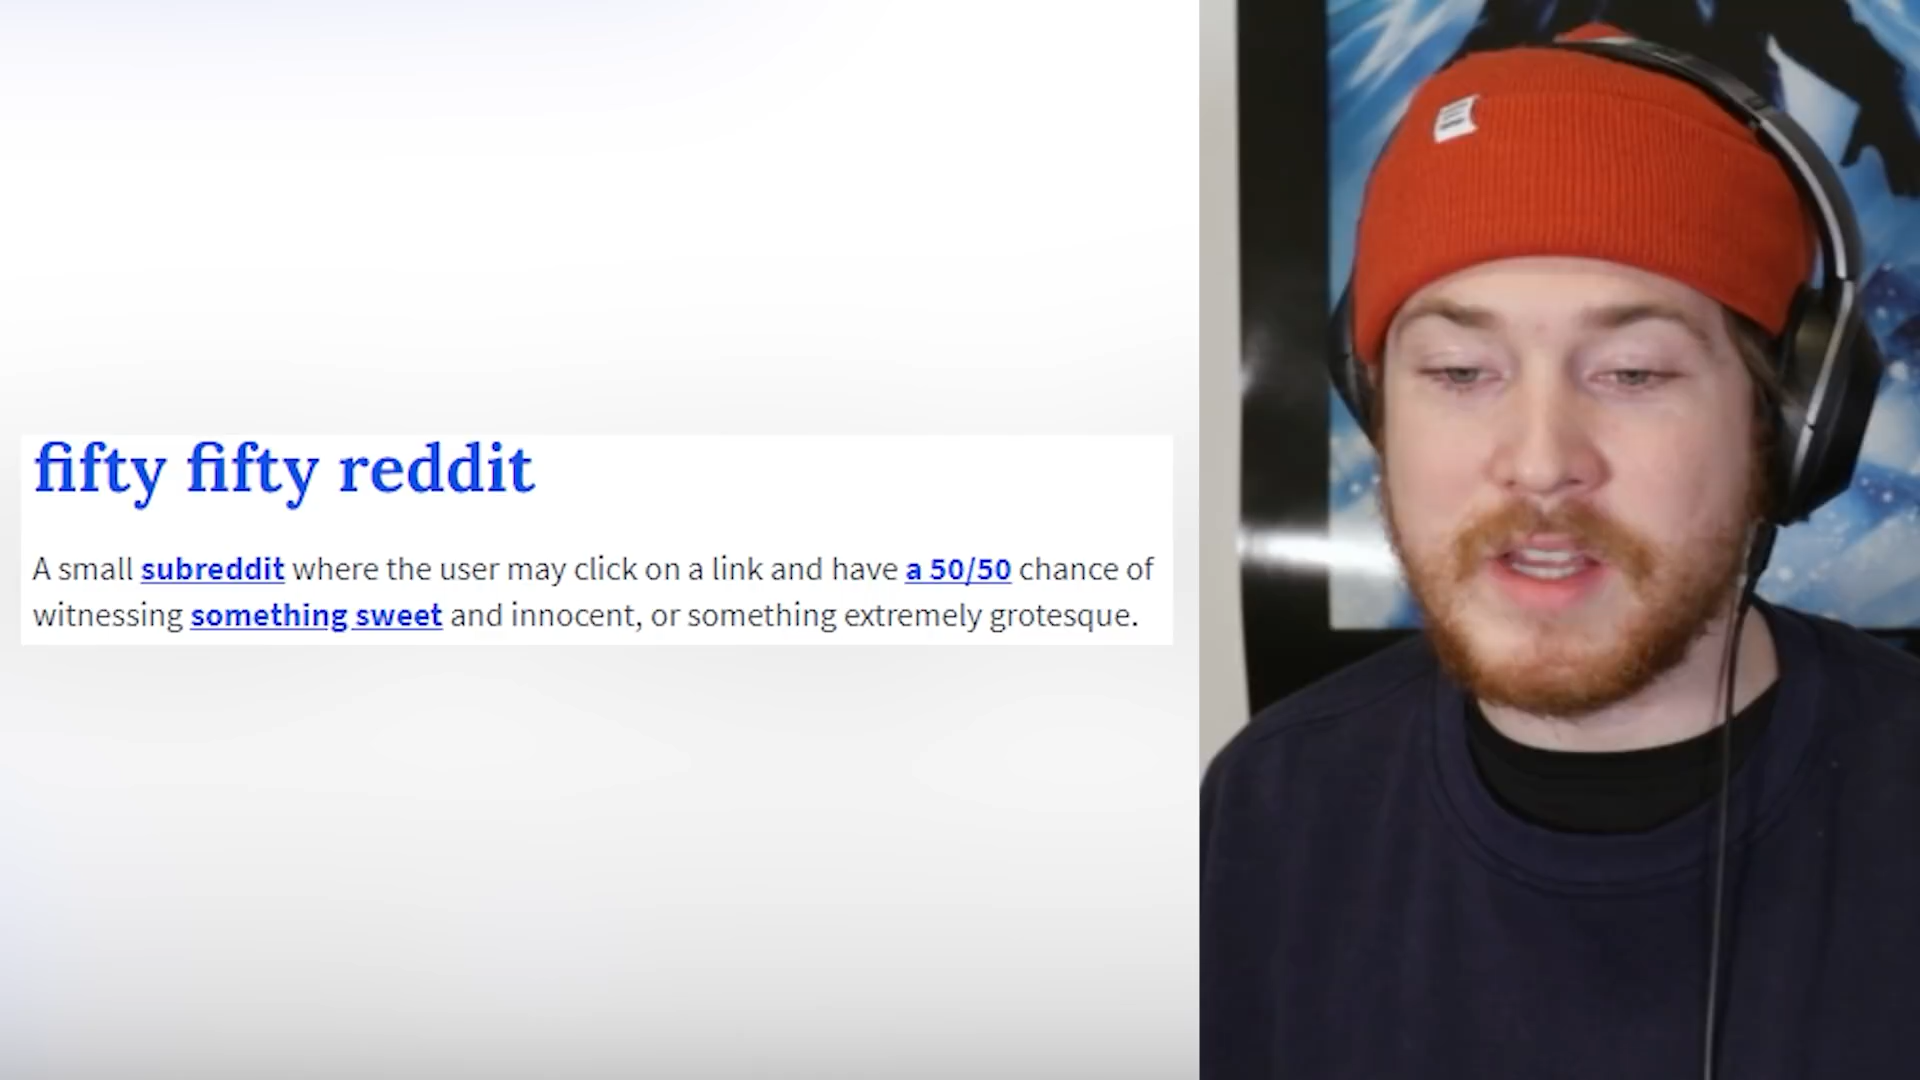 fifty fifty reddit
A small subreddit where the user may click on a link and have a 50/50 chance of
witnessing something sweet and innocent, or something extremely grotesque.